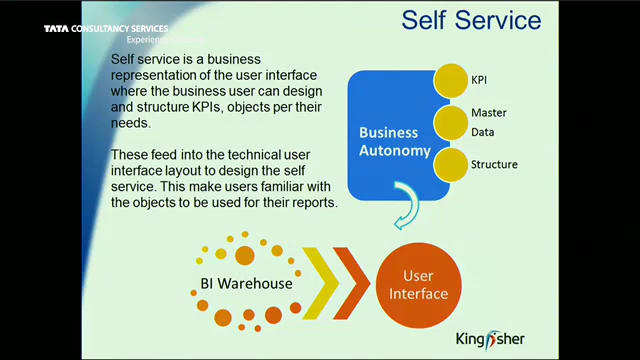 TATA CONSULTANCY SERVICES
Self Service
Self service is a business
representation of the user interface
where the business user can design
and structure KPIs, objects per their
needs.
These feed into the technical user
interface layout to design the self
service. This make users familiar with
the objects to be used for their reports.
Business
Autonomy
KPI
Master
Data
Structure
BI Warehouse
User
Interface
Kingfisher